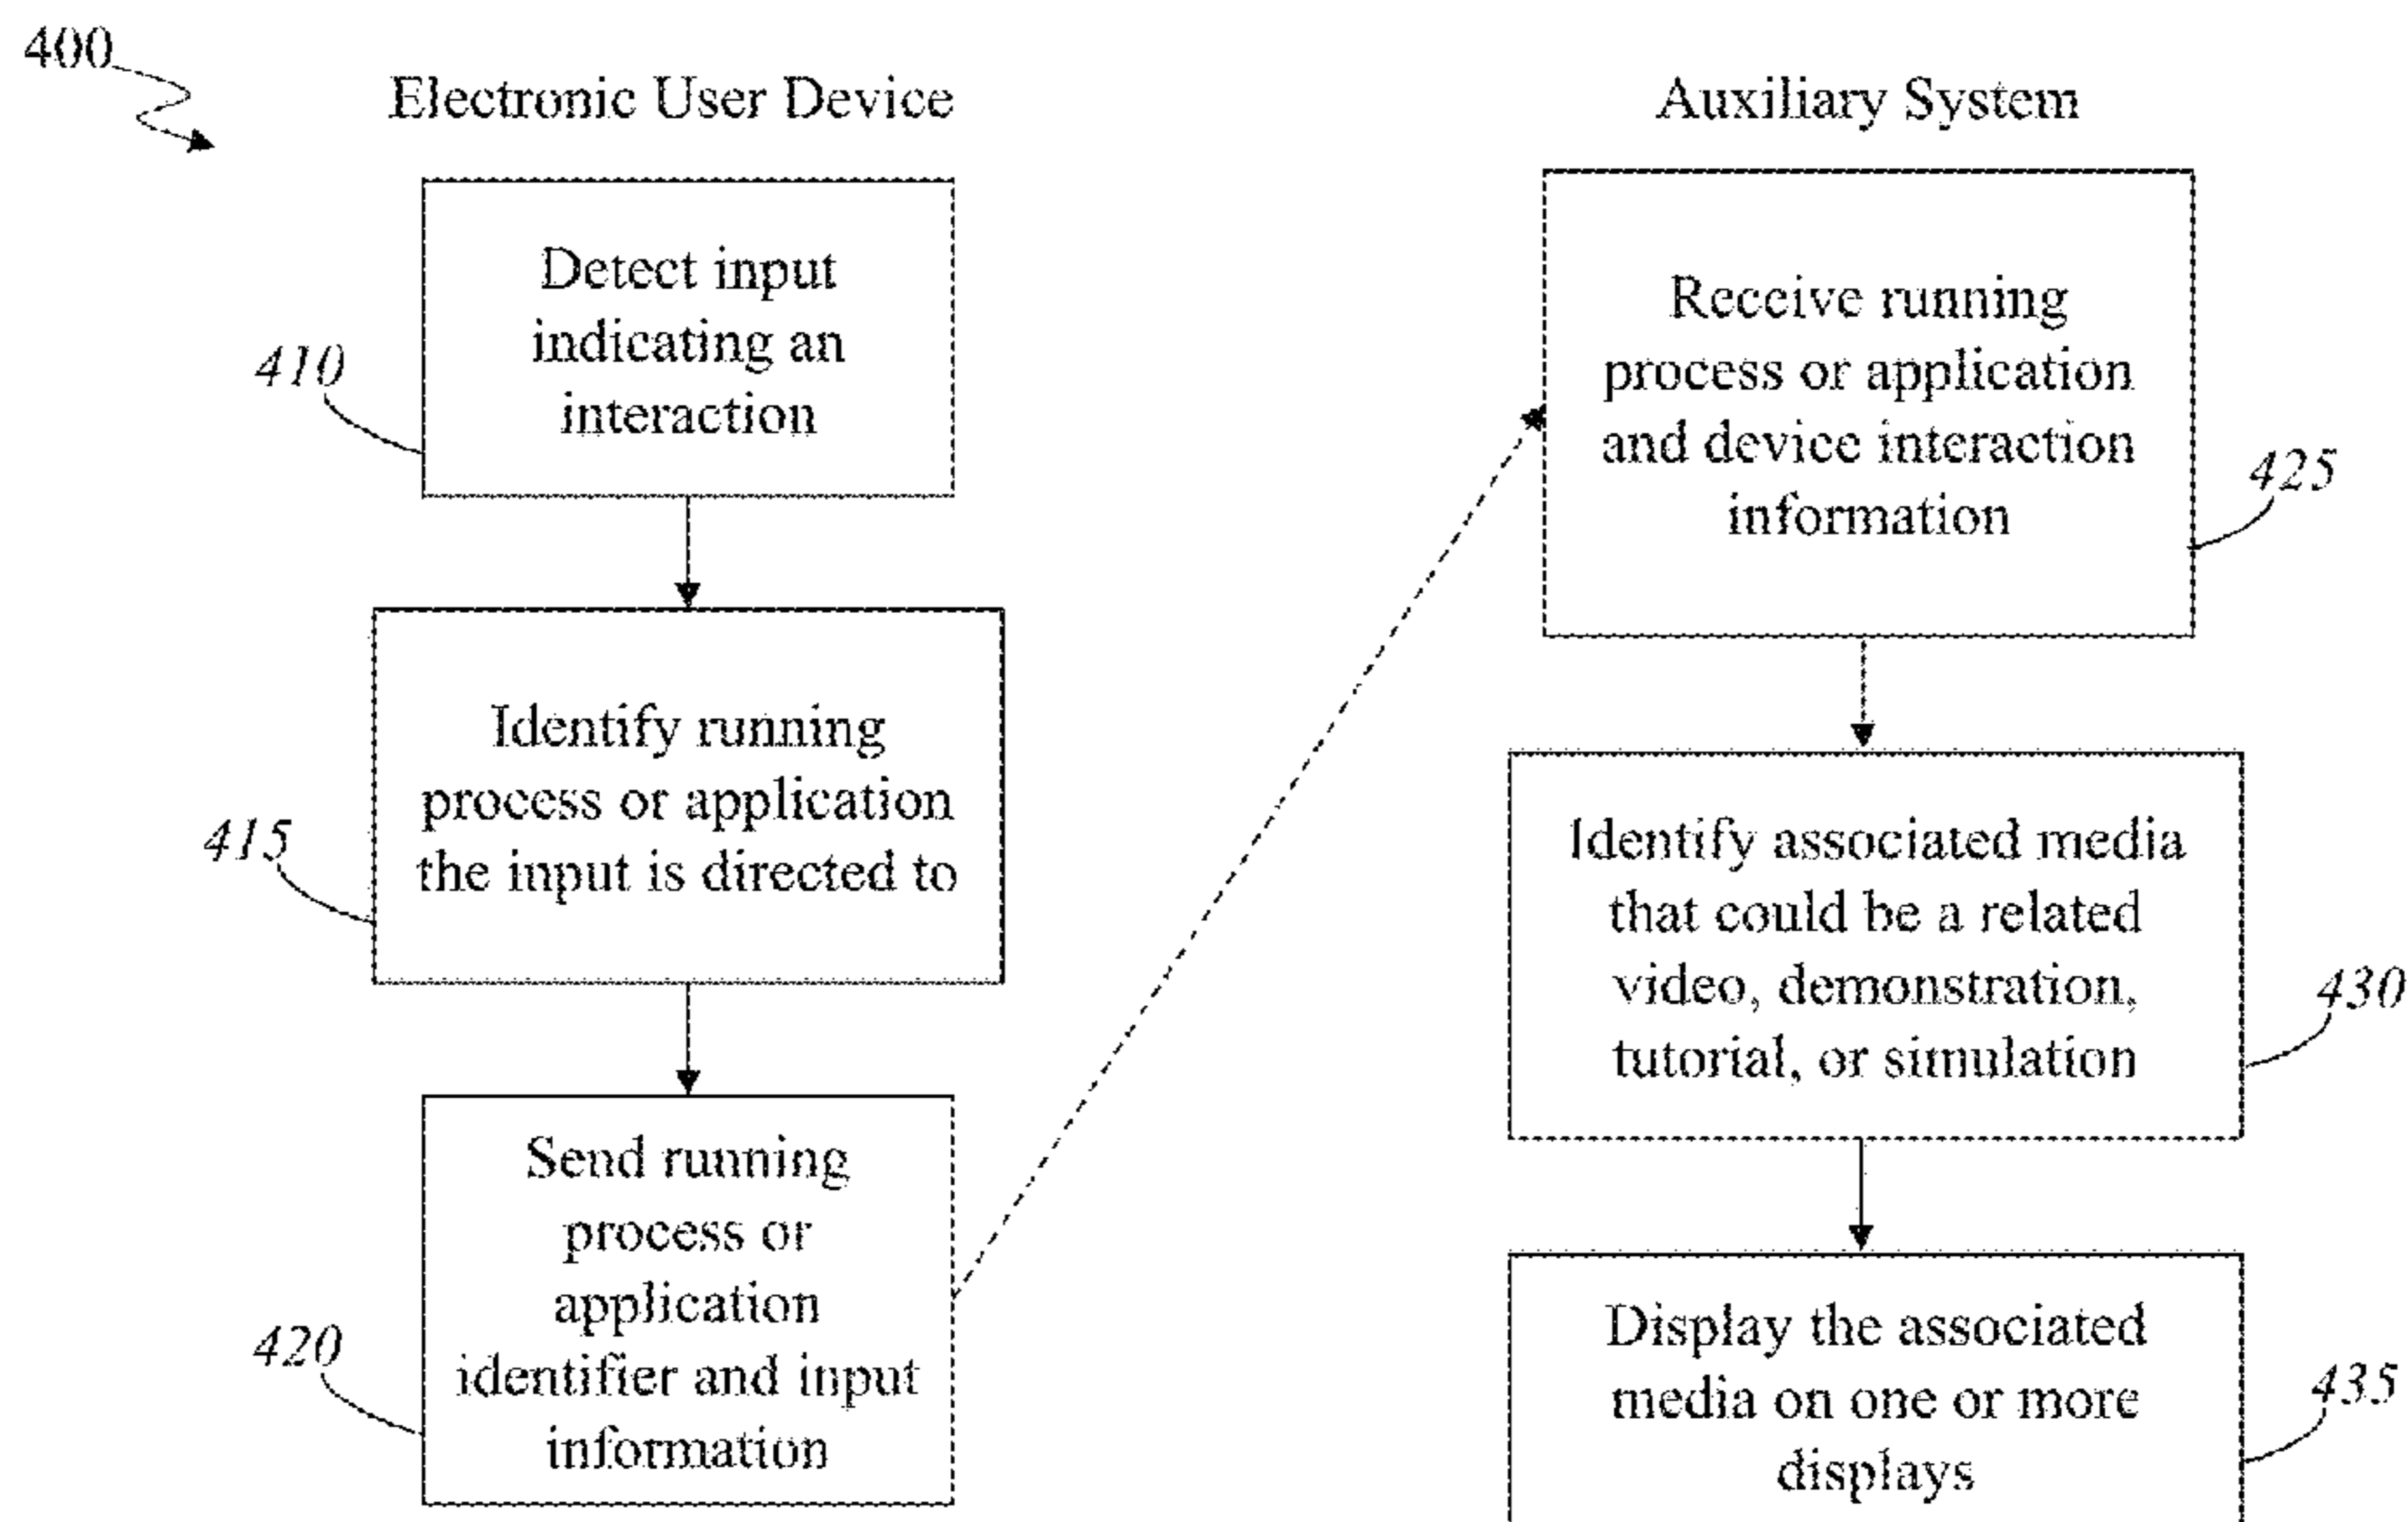 400
Electronic User Device
Detect input
indicating an
interaction
410
Identify running
process or application
the input is directed to
415
Send running
process or
application
identifier and input
information
420
Auxiliary System
Receive running
process or application
and device interaction
information
425
Identify associated media
that could be a related
video, demonstration,
tutorial, or simulation
430
Display the associated
media on one or more
displays
435